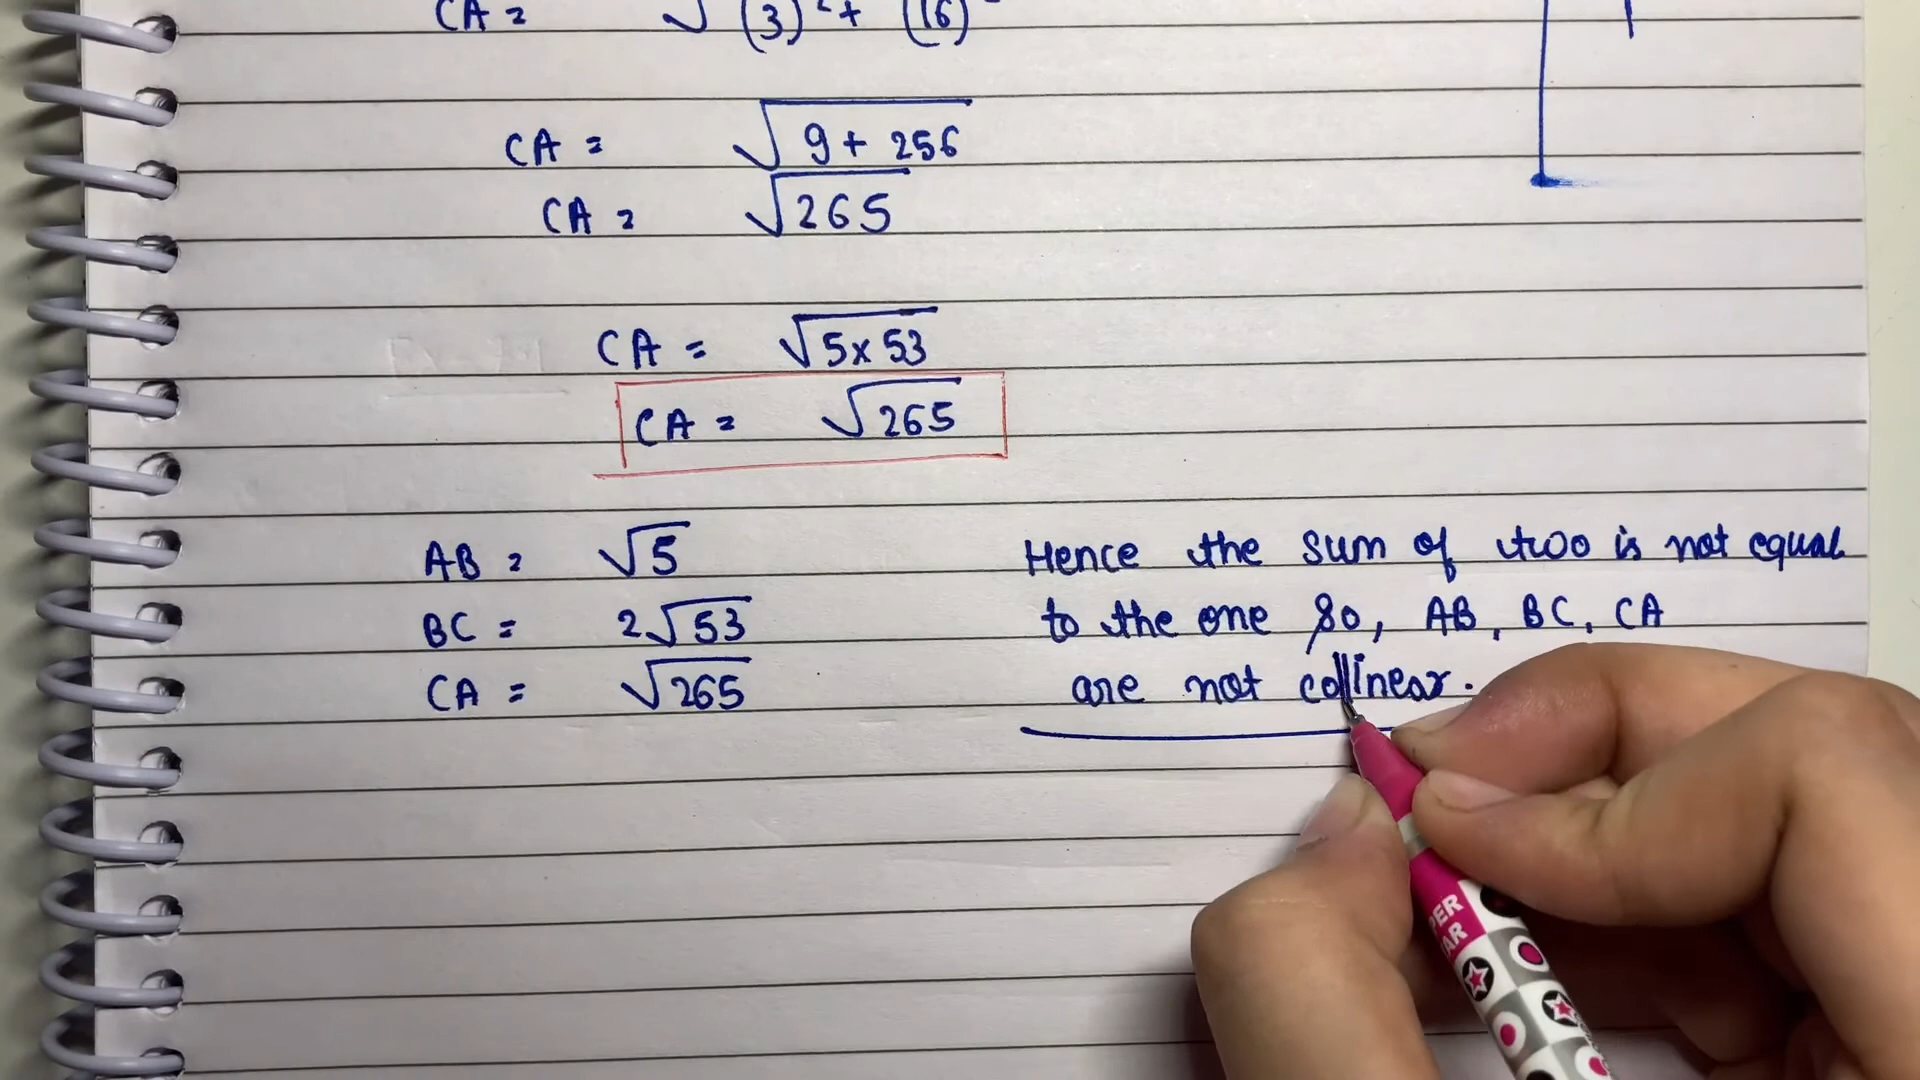 CA = √(3)² + (16)
CA = √9 + 256
CA = √265
CA = √5x 53
CA = √265
AB = √5
BC = 2√53
CA = √265
Hence the sum of two is not equal
to the one So, AB, BC, CA
are not collinear.